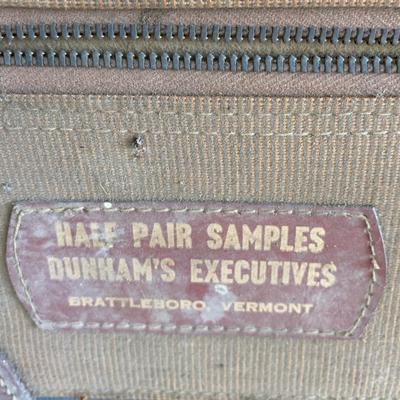 HALF PAIR SAMPLES
DUNHAM'S EXECUTIVES
BRATTLEBORO, VERMONT